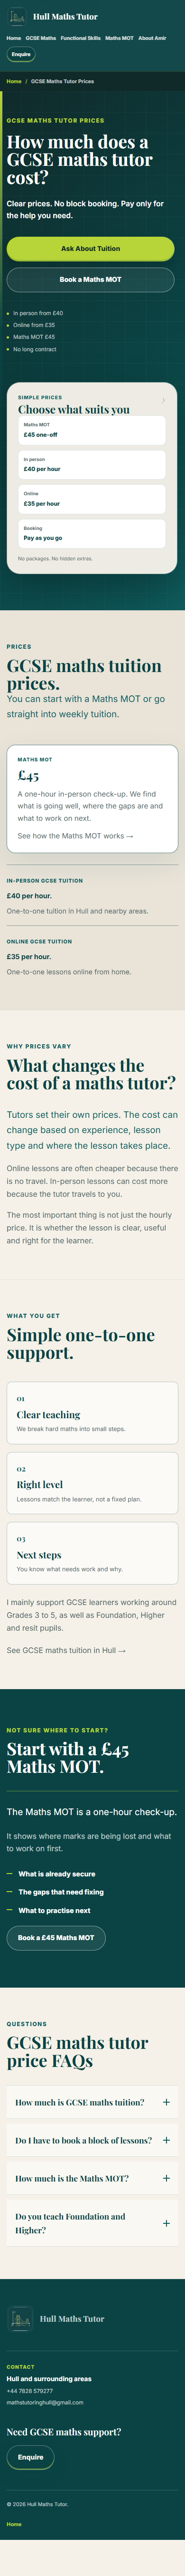 Hull Maths Tutor
Home GCSE Maths Functional Skills Maths MOT About Amir
Enquire
Home / GCSE Maths Tutor Prices
GCSE MATHS TUTOR PRICES
How much does a
GCSE maths tutor
cost?
Clear prices. No block booking. Pay only for
the help you need.
Ask About Tuition
Book a Maths MOT
In person from £40
Online from £35
Maths MOT £45
No long contract
SIMPLE PRICES
Choose what suits you
Maths MOT
£45 one-off
In person
£40 per hour
Online
£35 per hour
Booking
Pay as you go
No packages. No hidden extras.
PRICES
GCSE maths tuition
prices.
You can start with a Maths MOT or go
straight into weekly tuition.
MATHS MOT
£45
A one-hour in-person check-up. We find
what is going well, where the gaps are and
what to work on next.
See how the Maths MOT works →
IN-PERSON GCSE TUITION
£40 per hour.
One-to-one tuition in Hull and nearby areas.
ONLINE GCSE TUITION
£35 per hour.
One-to-one lessons online from home.
WHY PRICES VARY
What changes the
cost of a maths tutor?
Tutors set their own prices. The cost can
change based on experience, lesson
type and where the lesson takes place.
Online lessons are often cheaper because there
is no travel. In-person lessons can cost more
because the tutor travels to you.
The most important thing is not just the hourly
price. It is whether the lesson is clear, useful
and right for the learner.
WHAT YOU GET
Simple one-to-one
support.
01
Clear teaching
We break hard maths into small steps.
02
Right level
Lessons match the learner, not a fixed plan.
03
Next steps
You know what needs work and why.
I mainly support GCSE learners working around
Grades 3 to 5, as well as Foundation, Higher
and resit pupils.
See GCSE maths tuition in Hull →
NOT SURE WHERE TO START?
Start with a £45
Maths MOT.
The Maths MOT is a one-hour check-up.
It shows where marks are being lost and what
to work on first.
What is already secure
The gaps that need fixing
What to practise next
Book a £45 Maths MOT
QUESTIONS
GCSE maths tutor
price FAQs
How much is GCSE maths tuition?
Do I have to book a block of lessons?
How much is the Maths MOT?
Do you teach Foundation and
Higher?
Hull Maths Tutor
CONTACT
Hull and surrounding areas
+44 7828 579277
mathstutoringhull@gmail.com
Need GCSE maths support?
Enquire
© 2026 Hull Maths Tutor.
Home